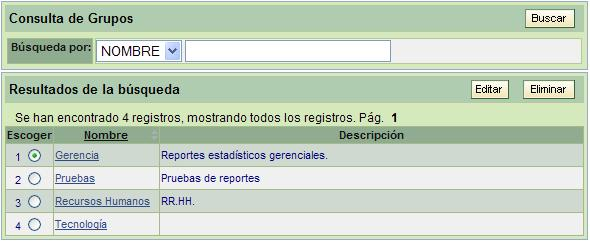 Consulta de Grupos Buscar
Búsqueda por: NOMBRE
Resultados de la búsqueda Editar Eliminar
Se han encontrado 4 registros, mostrando todos los registros. Pág. 1
Escoger Nombre Descripción
1 Gerencia Reportes estadísticos gerenciales.
2 Pruebas Pruebas de reportes
3 Recursos Humanos RR.HH.
4 Tecnología